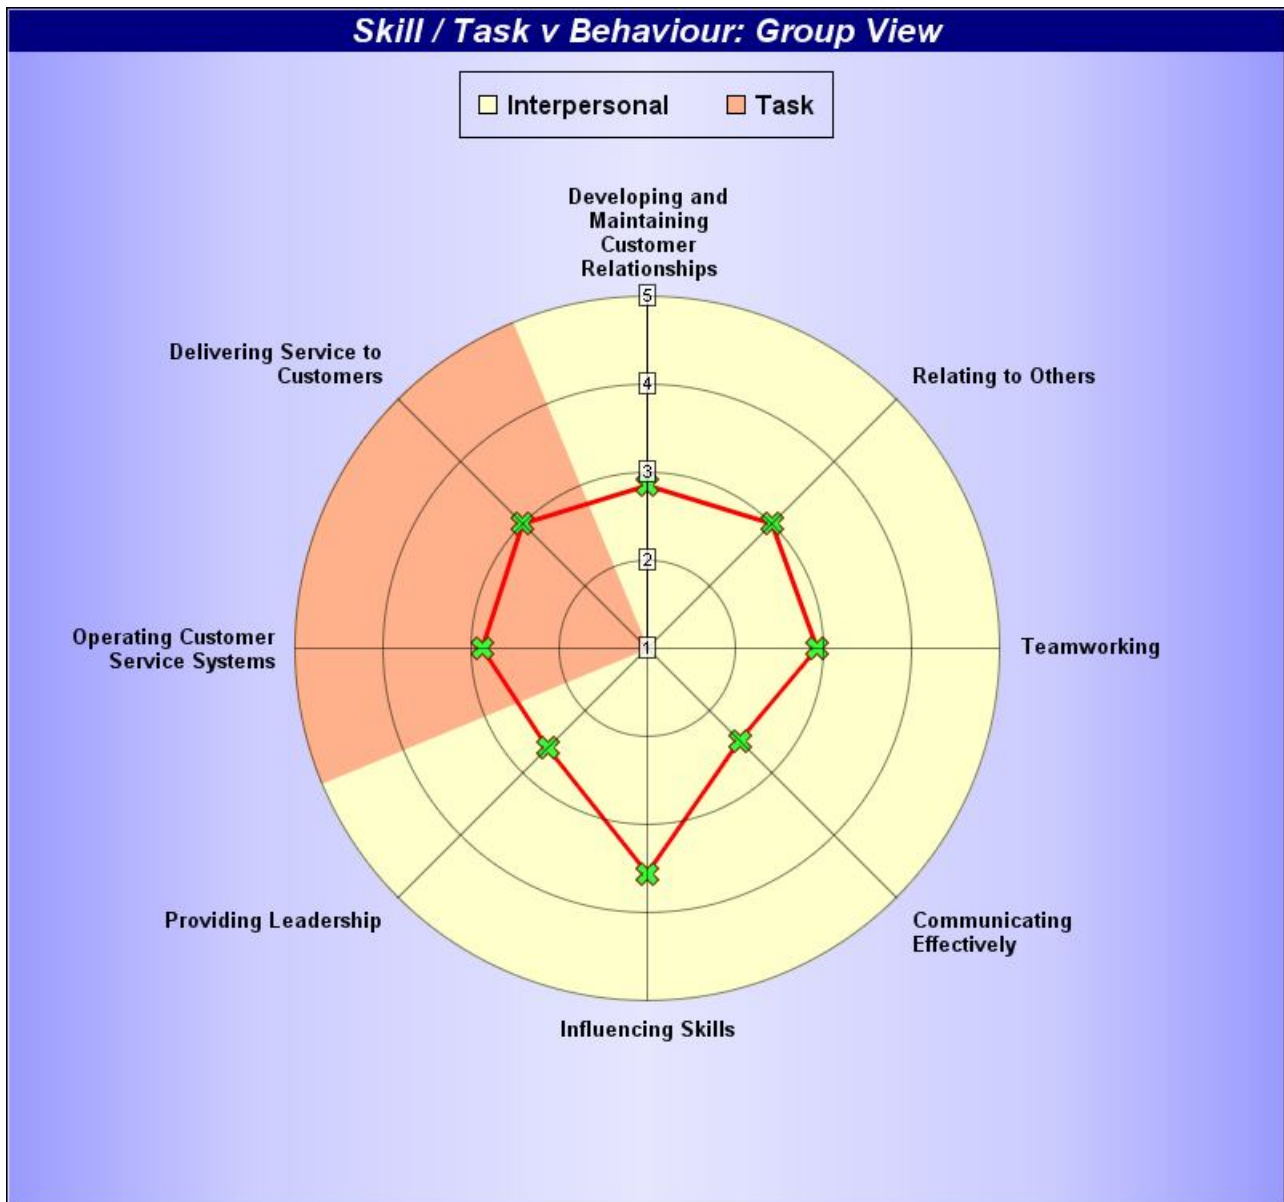 Skill / Task v Behaviour: Group View
Interpersonal
Task
Developing and
Maintaining
Customer
Relationships
5
Delivering Service to
Customers
Relating to Others
4
3
2
Operating Customer
Service Systems
1
Teamworking
Providing Leadership
Communicating
Effectively
Influencing Skills